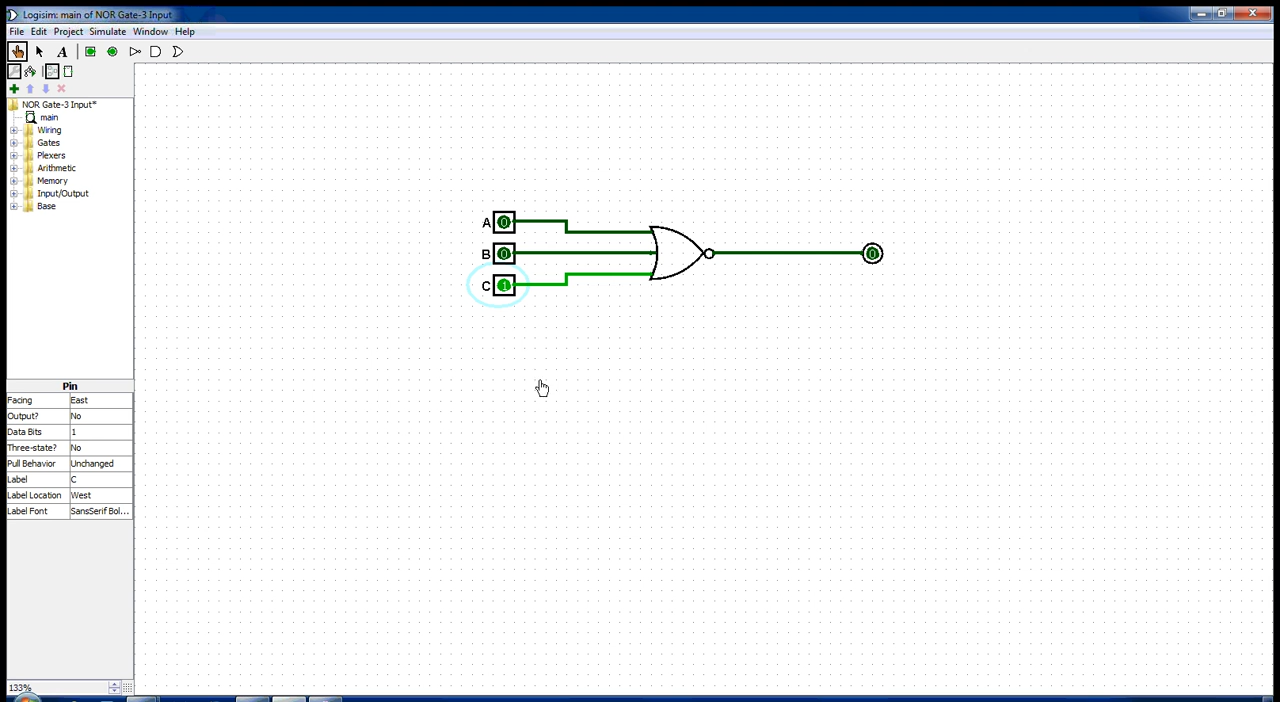 Logisim: main of NOR Gate-3 Input
File Edit Project Simulate Window Help
A
NOR Gate-3 Input*
main
Wiring
Gates
Plexers
Arithmetic
Memory
Input/Output
Base
A 0
B 0 0
C 1
Pin
Facing East
Output? No
Data Bits 1
Three-state? No
Pull Behavior Unchanged
Label C
Label Location West
Label Font SansSerif Bol...
133%